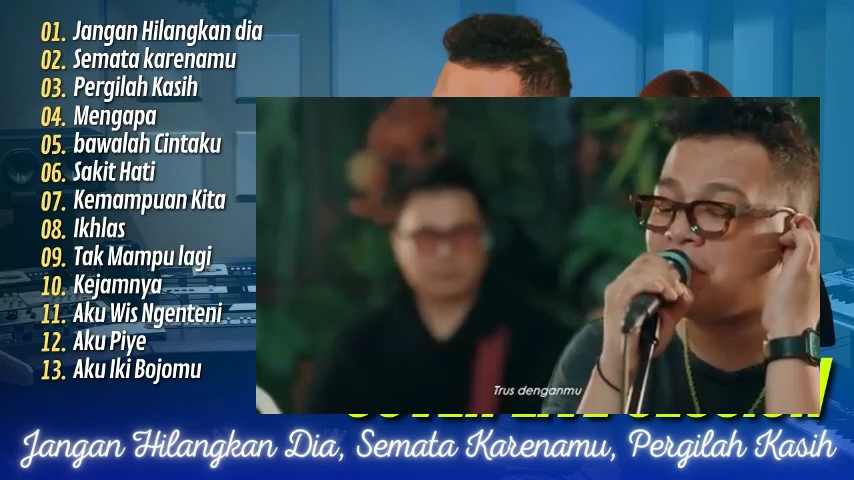 01. Jangan Hilangkan dia
02. Semata karenamu
03. Pergilah Kasih
04. Mengapa
05. bawalah Cintaku
06. Sakit Hati
07. Kemampuan Kita
08. Ikhlas
09. Tak Mampu lagi
10. Kejamnya
11. Aku Wis Ngenteni
12. Aku Piye
13. Aku Iki Bojomu
Trus denganmu
Jangan Hilangkan Dia, Semata Karenamu, Pergilah Kasih